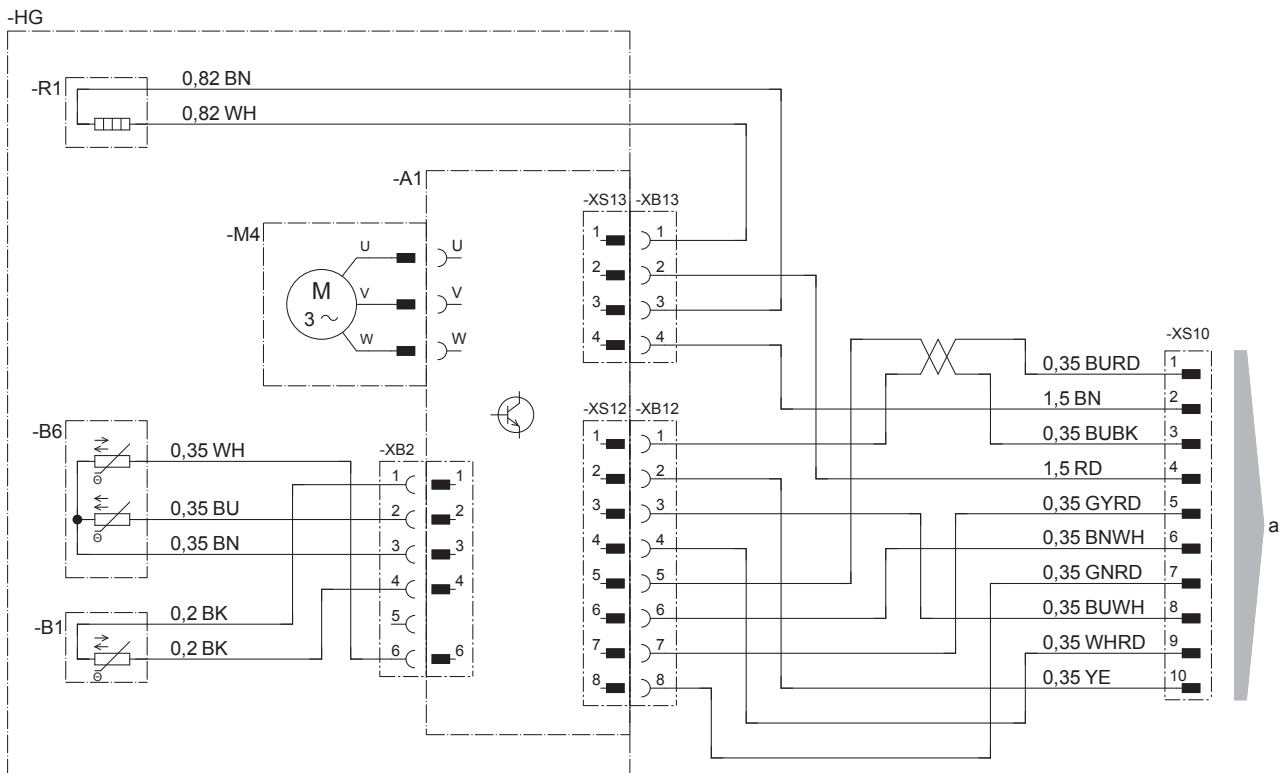 -HG
-R1
0,82 BN
0,82 WH
-A1
-XS13 -XB13
1 1
2 2
3 3
4 4
-M4
M
3 ~
U U
V V
W W
-XS10
0,35 BURD 1
1,5 BN 2
0,35 BUBK 3
1,5 RD 4
0,35 GYRD 5
0,35 BNWH 6
0,35 GNRD 7
0,35 BUWH 8
0,35 WHRD 9
0,35 YE 10
a
-XS12 -XB12
1 1
2 2
3 3
4 4
5 5
6 6
7 7
8 8
-B6
0,35 WH
0,35 BU
0,35 BN
-XB2
1 1
2 2
3 3
4 4
5
6 6
-B1
0,2 BK
0,2 BK